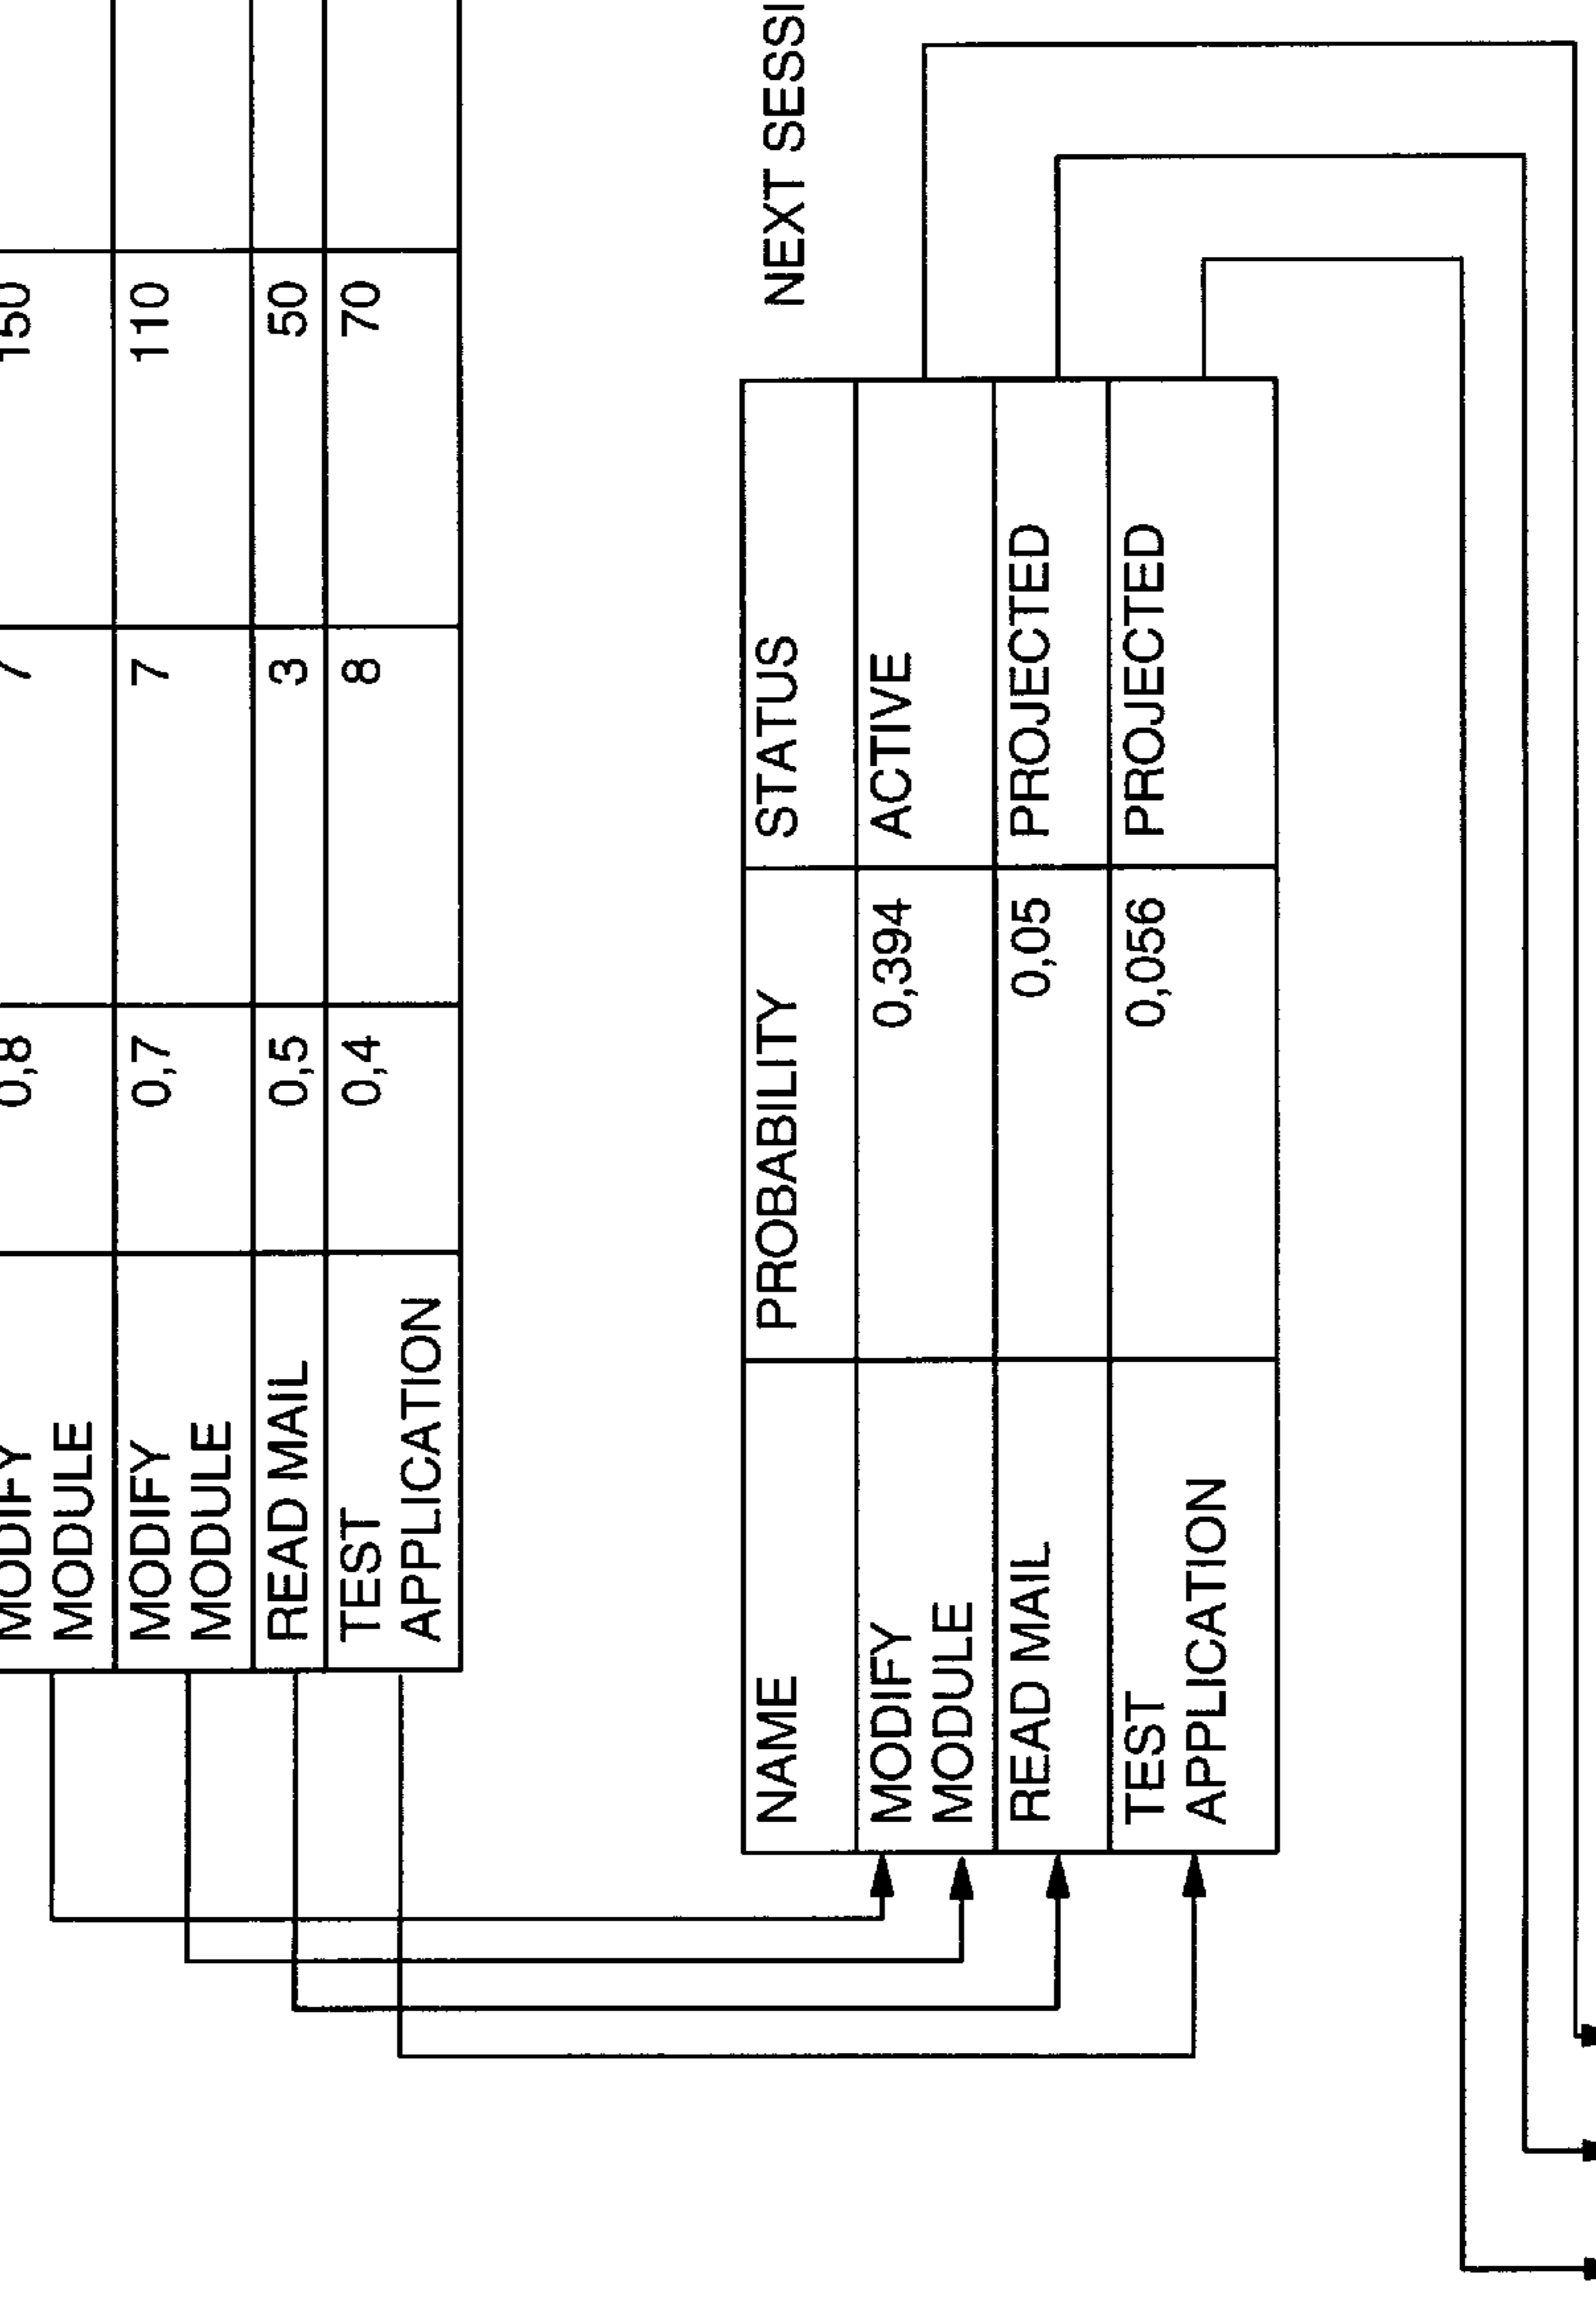 MODIFY 0,8 7 150
MODULE
MODIFY 0,7 7 110
MODULE
READ MAIL 0,5 3 50
TEST 0,4 8 70
APPLICATION
NEXT SESSI
NAME PROBABILITY STATUS
MODIFY 0,394 ACTIVE
MODULE
READ MAIL 0,05 PROJECTED
TEST 0,056 PROJECTED
APPLICATION